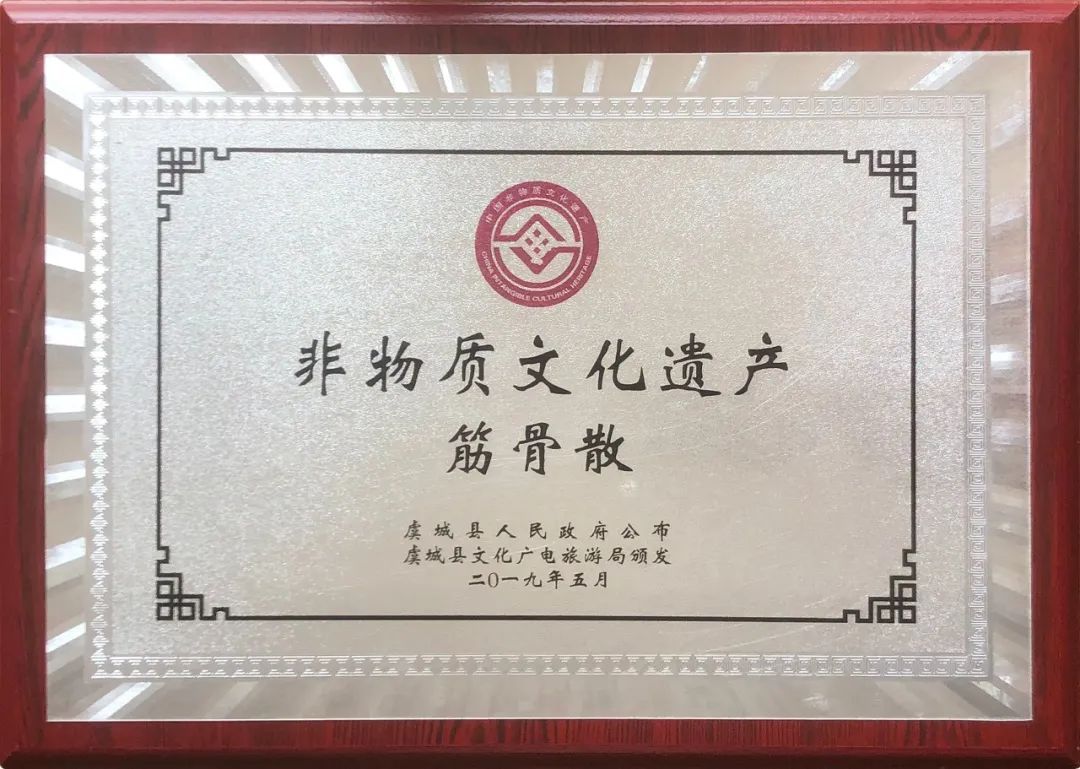 中国非物质文化遗产
CHINA INTANGIBLE CULTURAL HERITAGE
非物质文化遗产
筋骨散
虞城县人民政府公布
虞城县文化广电旅游局颁发
二〇一九年五月